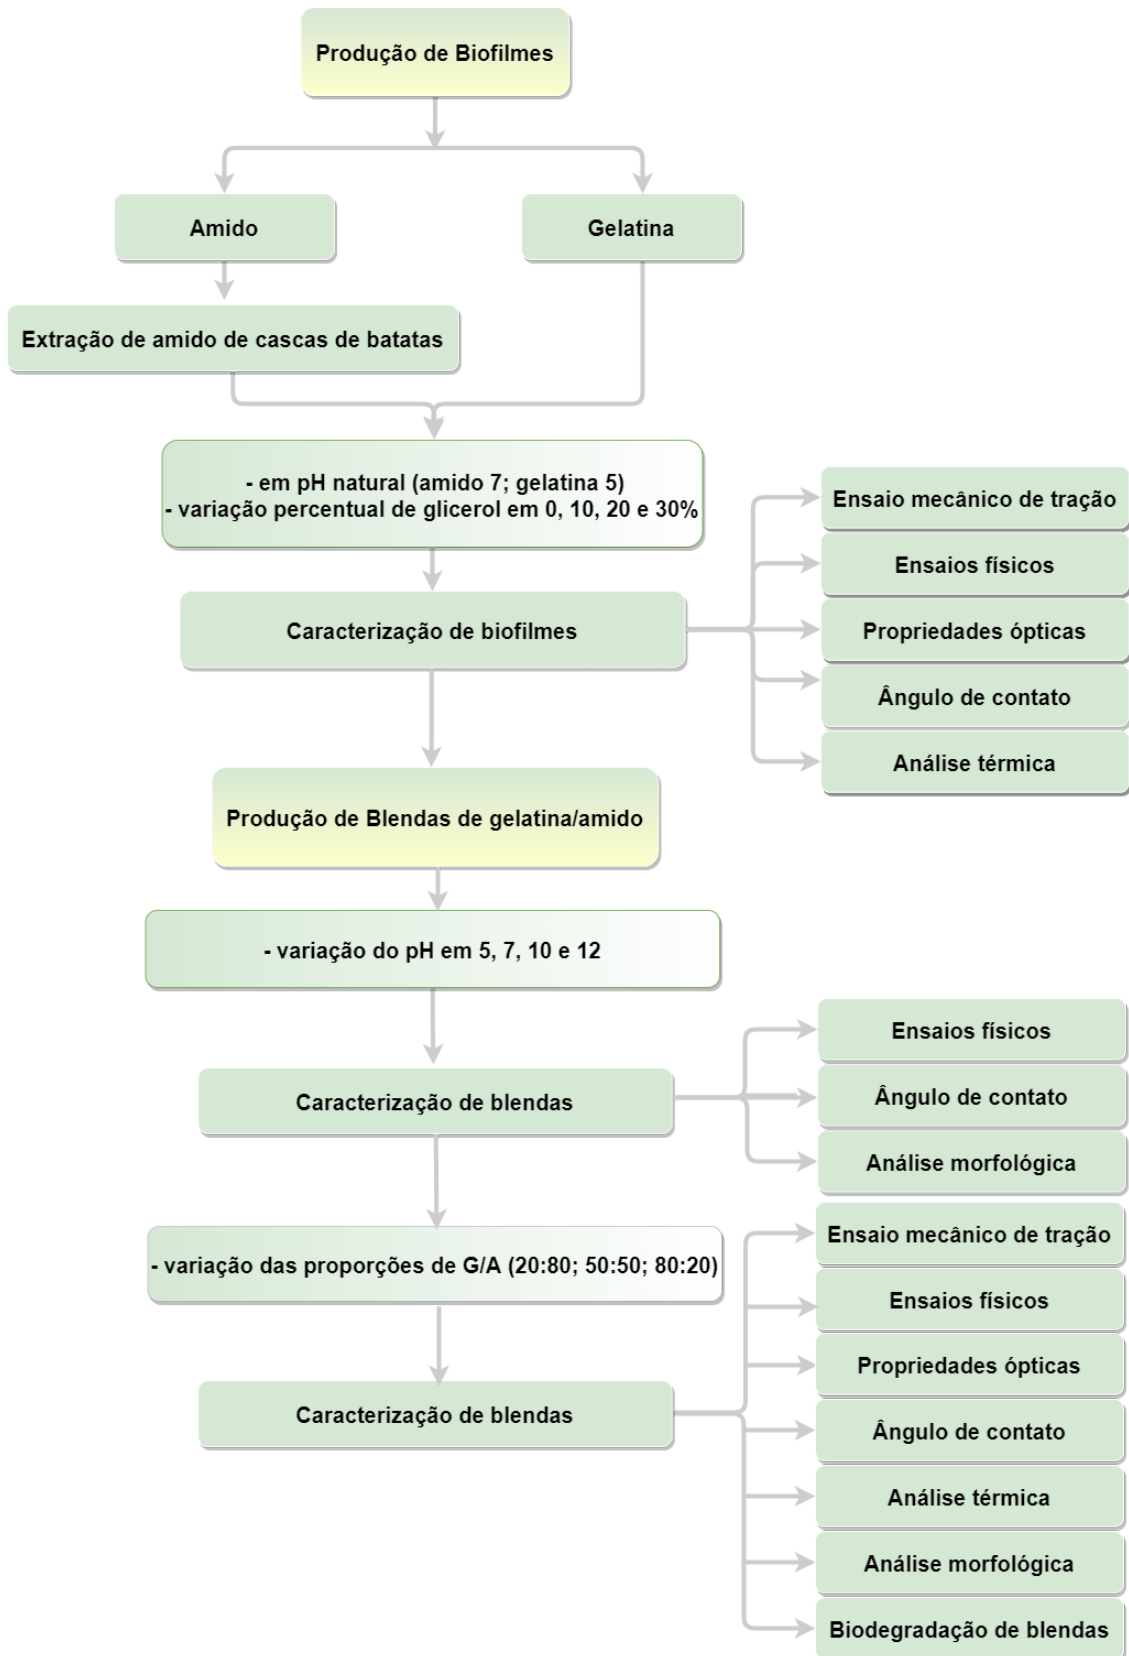 Produção de Biofilmes
Amido
Gelatina
Extração de amido de cascas de batatas
- em pH natural (amido 7; gelatina 5)
- variação percentual de glicerol em 0, 10, 20 e 30%
Caracterização de biofilmes
Ensaio mecânico de tração
Ensaios físicos
Propriedades ópticas
Ângulo de contato
Análise térmica
Produção de Blendas de gelatina/amido
- variação do pH em 5, 7, 10 e 12
Caracterização de blendas
Ensaios físicos
Ângulo de contato
Análise morfológica
- variação das proporções de G/A (20:80; 50:50; 80:20)
Caracterização de blendas
Ensaio mecânico de tração
Ensaios físicos
Propriedades ópticas
Ângulo de contato
Análise térmica
Análise morfológica
Biodegradação de blendas